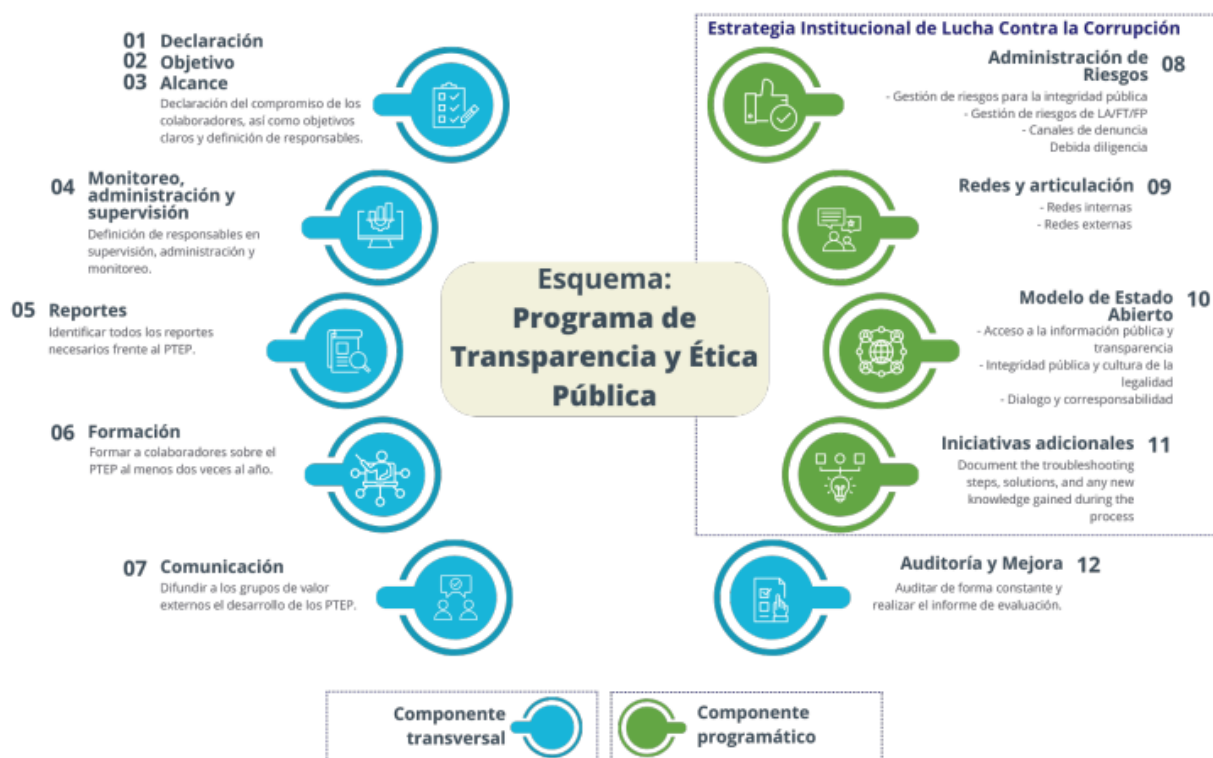 01 Declaración
02 Objetivo
03 Alcance
Declaración del compromiso de los
colaboradores, así como objetivos
claros y definición de responsables.
04 Monitoreo,
administración y
supervisión
Definición de responsables en
supervisión, administración y
monitoreo.
05 Reportes
Identificar todos los reportes
necesarios frente al PTEP.
06 Formación
Formar a colaboradores sobre el
PTEP al menos dos veces al año.
07 Comunicación
Difundir a los grupos de valor
externos el desarrollo de los PTEP.
Esquema:
Programa de
Transparencia y Ética
Pública
Estrategia Institucional de Lucha Contra la Corrupción
Administración de
Riesgos 08
- Gestión de riesgos para la integridad pública
- Gestión de riesgos de LA/FT/FP
- Canales de denuncia
Debida diligencia
Redes y articulación 09
- Redes internas
- Redes externas
Modelo de Estado
Abierto 10
- Acceso a la información pública y
transparencia
- Integridad pública y cultura de la
legalidad
- Dialogo y corresponsabilidad
Iniciativas adicionales 11
Document the troubleshooting
steps, solutions, and any new
knowledge gained during the
process
Auditoría y Mejora 12
Auditar de forma constante y
realizar el informe de evaluación.
Componente
transversal
Componente
programático